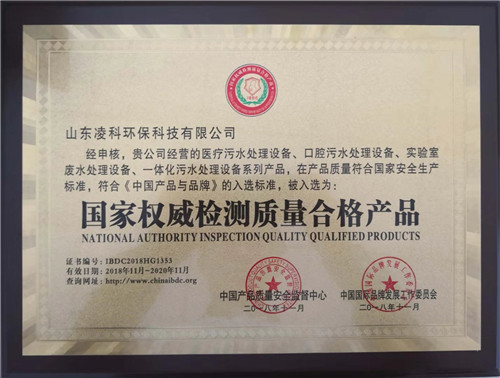 山东凌科环保科技有限公司
经审核，贵公司经营的医疗污水处理设备、口腔污水处理设备、实验室
废水处理设备、一体化污水处理设备系列产品，在产品质量符合国家安全生产
标准，符合《中国产品与品牌》的入选标准，被入选为：
国家权威检测质量合格产品
NATIONAL AUTHORITY INSPECTION QUALITY QUALIFIED PRODUCTS
证书编号：IBDC2018HG1353
有效日期：2018年11月-2020年11月
查询网址：http://www.chinaibdc.org
中国产品质量安全监督中心
二〇一八年十一月
中国国际品牌发展工作委员会
二〇一八年十一月